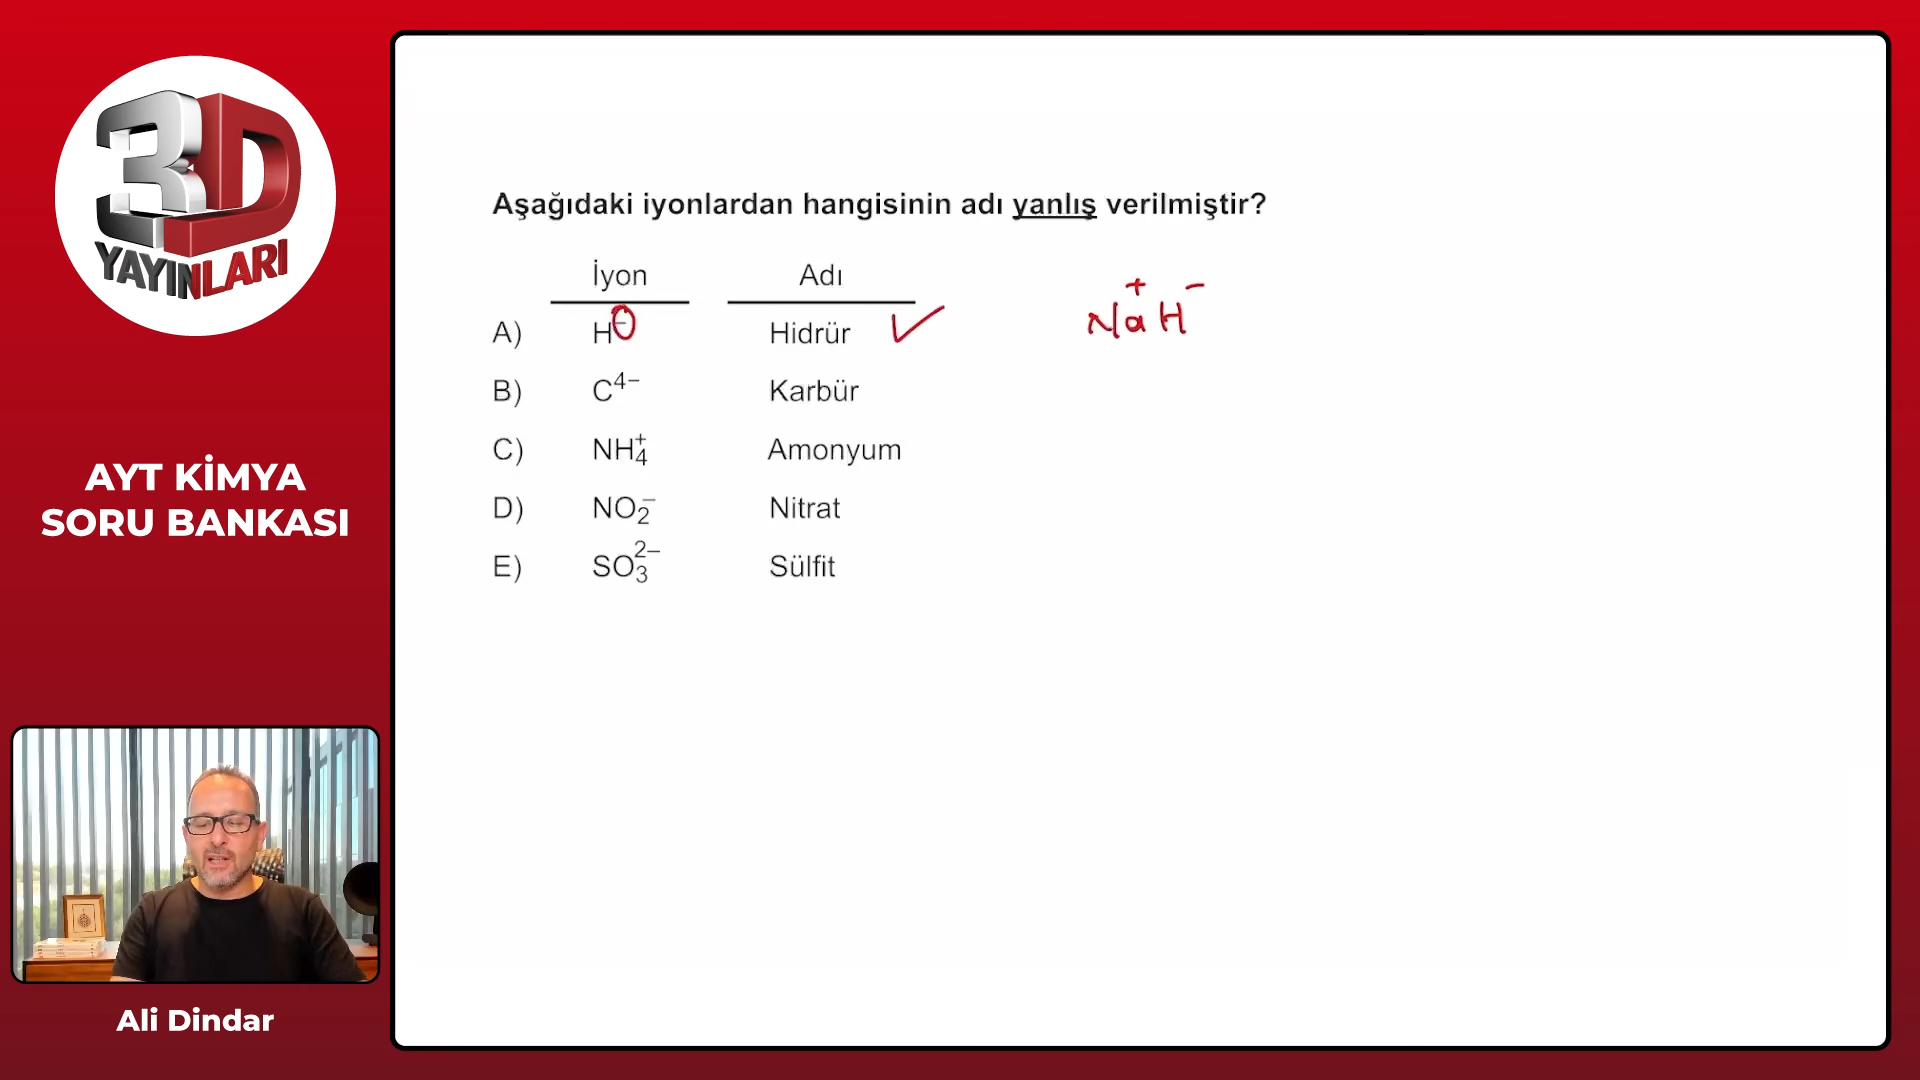 3D
YAYINLARI
AYT KİMYA
SORU BANKASI
Ali Dindar
Aşağıdaki iyonlardan hangisinin adı yanlış verilmiştir?
İyon Adı
A) H⁻ Hidrür ✓ Na⁺H⁻
B) C⁴⁻ Karbür
C) NH₄⁺ Amonyum
D) NO₂⁻ Nitrat
E) SO₃²⁻ Sülfit